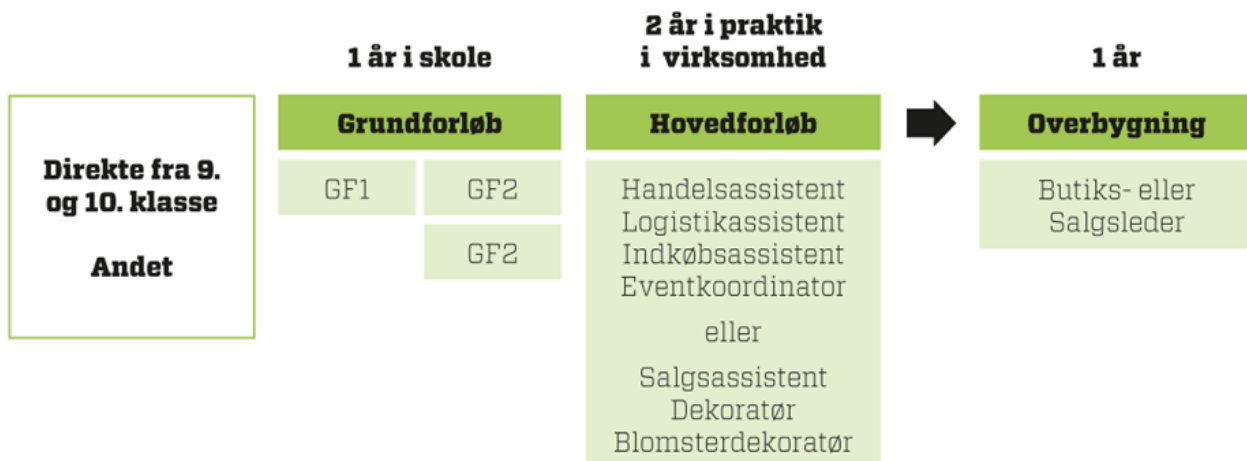 1 år i skole
2 år i praktik
i virksomhed
1 år
Direkte fra 9.
og 10. klasse
Andet
Grundforløb
GF1
GF2
GF2
Hovedforløb
Handelsassistent
Logistikassistent
Indkøbsassistent
Eventkoordinator
eller
Salgsassistent
Dekoratør
Blomsterdekoratør
Overbygning
Butiks- eller
Salgsleder